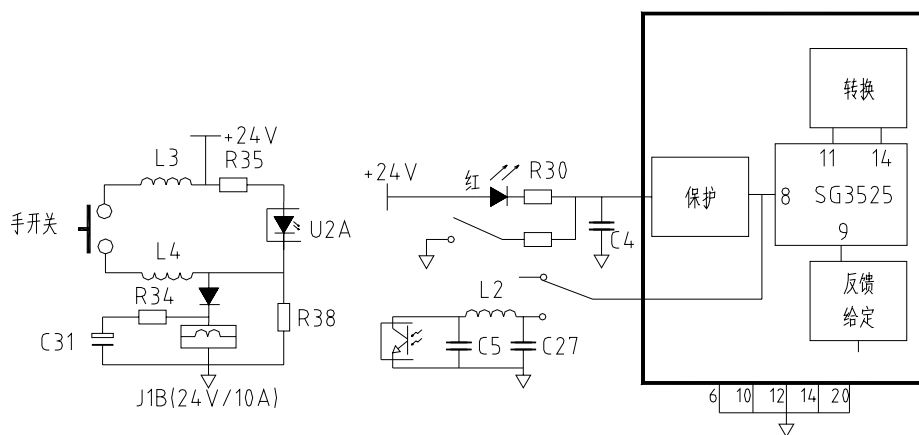 转换
+24V
11 14
L3
R35
+24V
红
R30
保护
8
SG3525
手开关
U2A
C4
9
L4
反馈
给定
R34
L2
C31
R38
C5
C27
J1B(24V/10A)
6 10 12 14 20